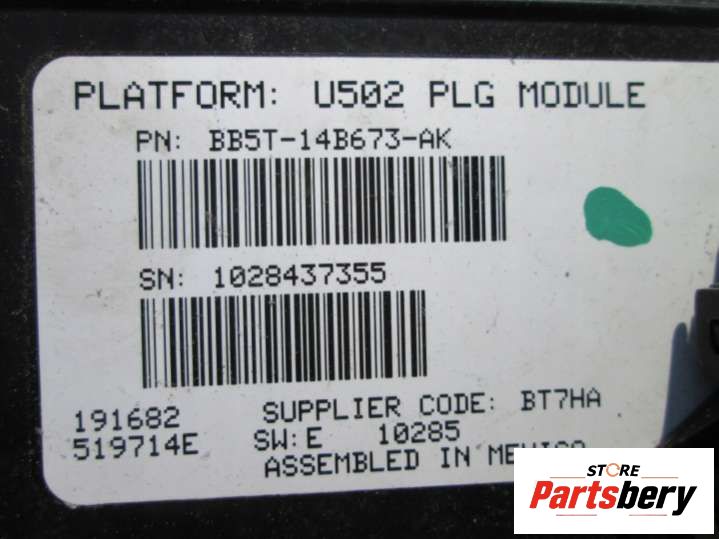 PLATFORM: U502 PLG MODULE
PN: BB5T-14B673-AK
SN: 1028437355
191682 SUPPLIER CODE: BT7HA
519714E SW:E 10285
ASSEMBLED IN MEXICO
STORE
Partsbery